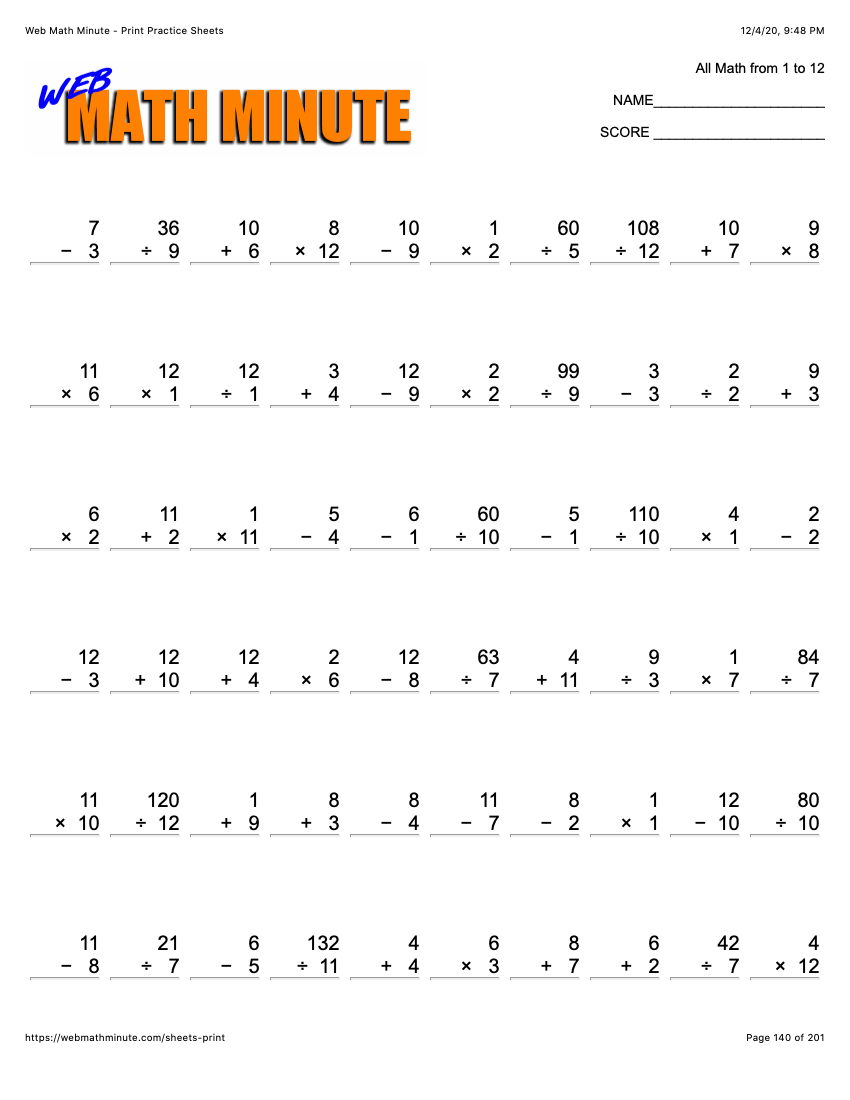 Web Math Minute - Print Practice Sheets 12/4/20, 9:48 PM
WEB
MATH MINUTE
All Math from 1 to 12
NAME______________________
SCORE ______________________
7 36 10 8 10 1 60 108 10 9
− 3 ÷ 9 + 6 × 12 − 9 × 2 ÷ 5 ÷ 12 + 7 × 8
11 12 12 3 12 2 99 3 2 9
× 6 × 1 ÷ 1 + 4 − 9 × 2 ÷ 9 − 3 ÷ 2 + 3
6 11 1 5 6 60 5 110 4 2
× 2 + 2 × 11 − 4 − 1 ÷ 10 − 1 ÷ 10 × 1 − 2
12 12 12 2 12 63 4 9 1 84
− 3 + 10 + 4 × 6 − 8 ÷ 7 + 11 ÷ 3 × 7 ÷ 7
11 120 1 8 8 11 8 1 12 80
× 10 ÷ 12 + 9 + 3 − 4 − 7 − 2 × 1 − 10 ÷ 10
11 21 6 132 4 6 8 6 42 4
− 8 ÷ 7 − 5 ÷ 11 + 4 × 3 + 7 + 2 ÷ 7 × 12
https://webmathminute.com/sheets-print Page 140 of 201